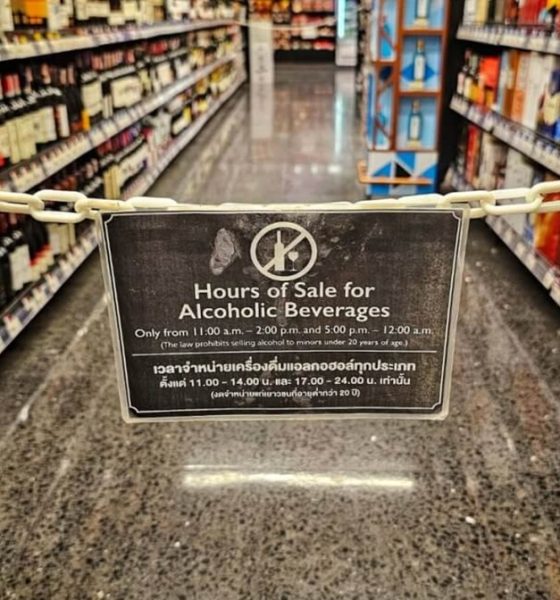 Hours of Sale for
Alcoholic Beverages
Only from 11:00 a.m. – 2:00 p.m. and 5:00 p.m. – 12:00 a.m.
(The law prohibits selling alcohol to minors under 20 years of age.)
เวลาจำหน่ายเครื่องดื่มแอลกอฮอล์ทุกประเภท
ตั้งแต่ 11.00 - 14.00 น. และ 17.00 - 24.00 น. เท่านั้น
(งดจำหน่ายแก่เยาวชนที่อายุต่ำกว่า 20 ปี)